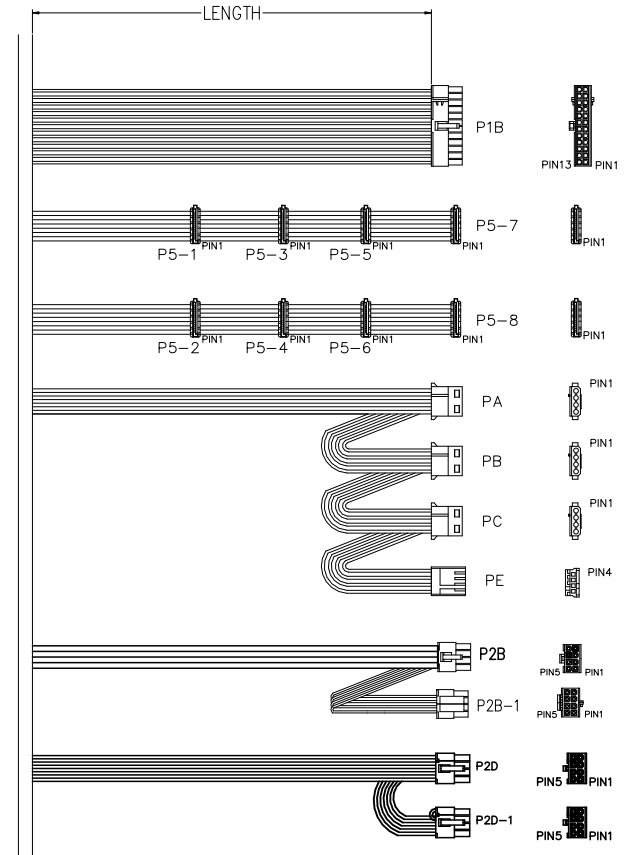 LENGTH
P1B
PIN13 PIN1
P5-7
P5-1 PIN1 P5-3 PIN1 P5-5 PIN1 PIN1
PIN1
P5-8
P5-2 PIN1 P5-4 PIN1 P5-6 PIN1 PIN1
PIN1
PA
PIN1
PB
PIN1
PC
PIN1
PE
PIN4
P2B
PIN5 PIN1
P2B-1
PIN5 PIN1
P2D
PIN5 PIN1
P2D-1
PIN5 PIN1